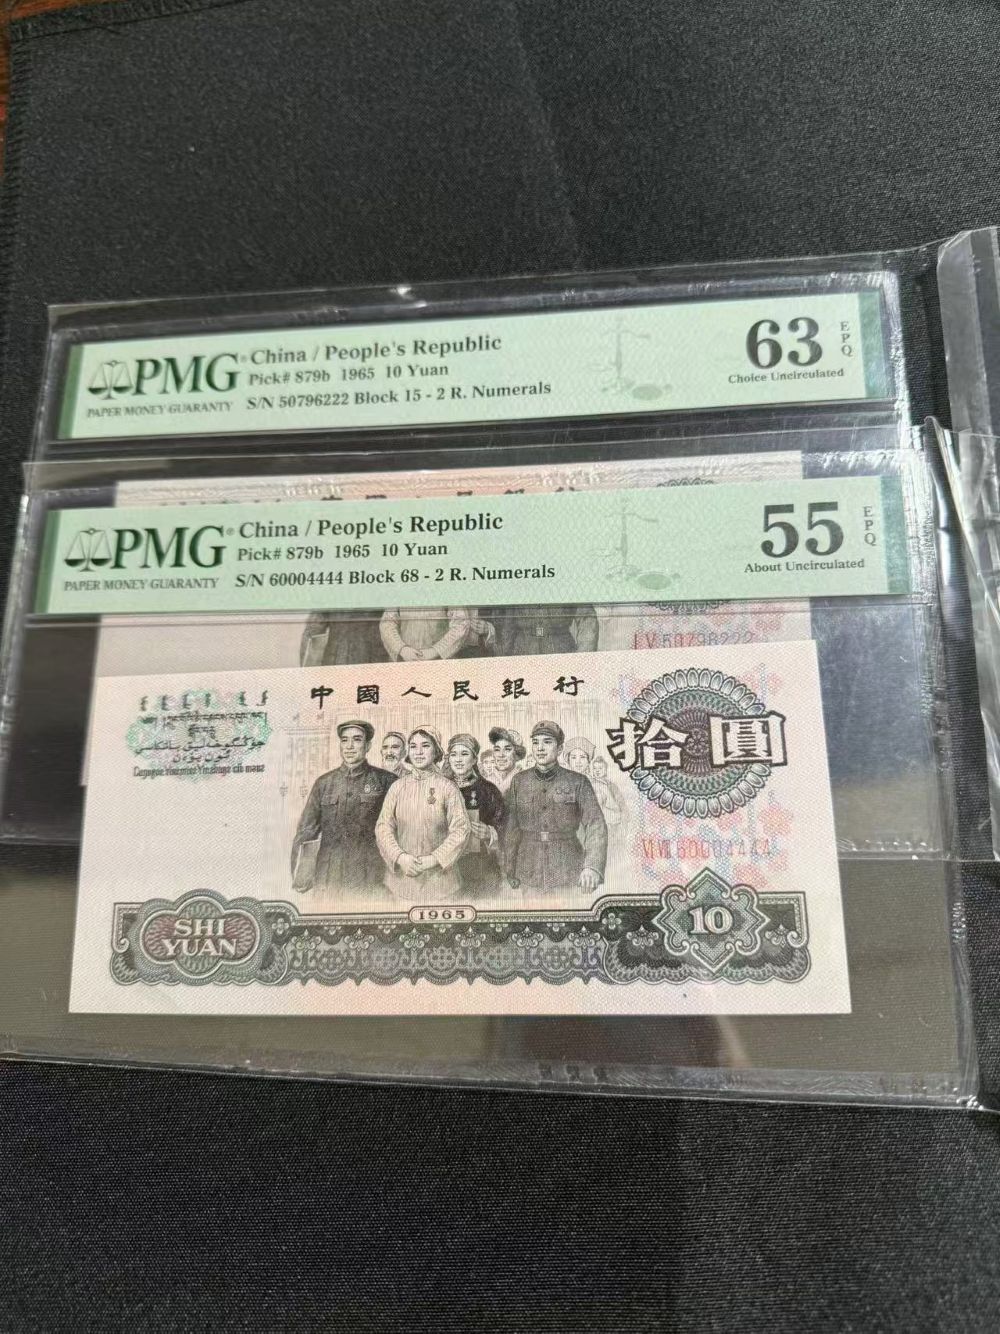 PMG® China / People's Republic
Pick# 879b 1965 10 Yuan
PAPER MONEY GUARANTY S/N 50796222 Block 15 - 2 R. Numerals
63 EPQ
Choice Uncirculated
PMG® China / People's Republic
Pick# 879b 1965 10 Yuan
PAPER MONEY GUARANTY S/N 60004444 Block 68 - 2 R. Numerals
55 EPQ
About Uncirculated
50796222
中國人民銀行
拾圓
60004444
1965
SHI
YUAN
10